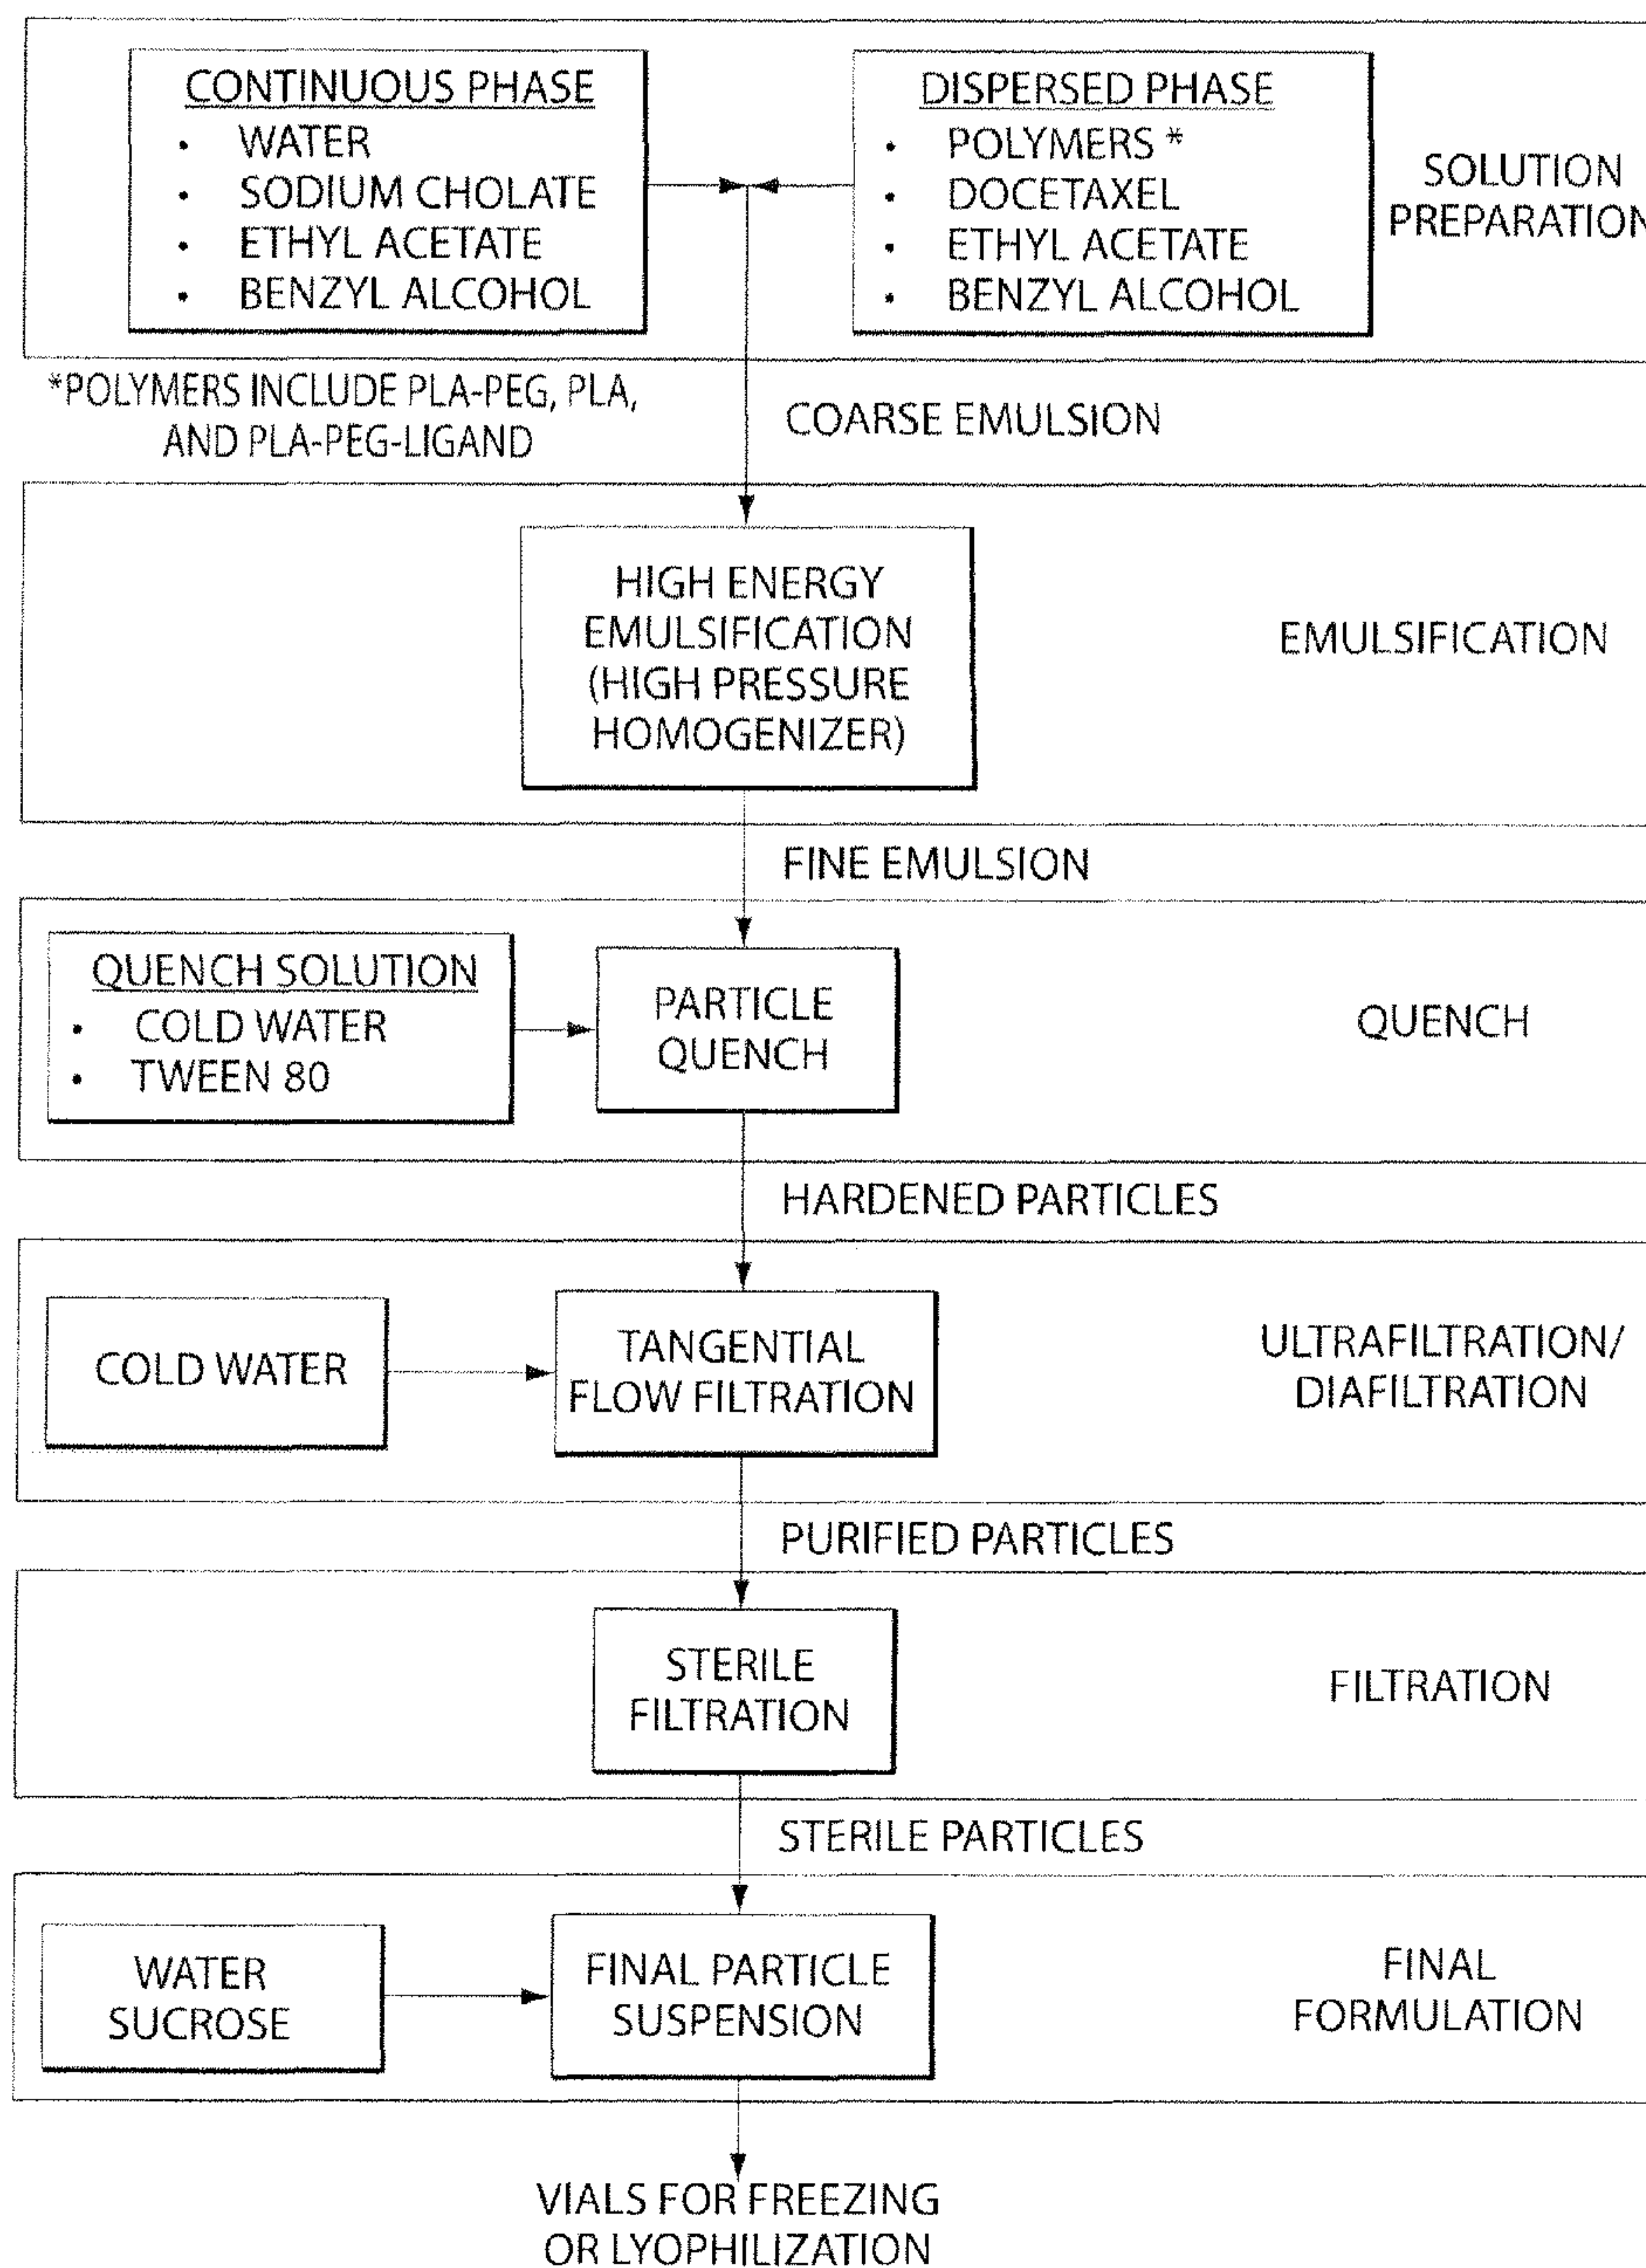 CONTINUOUS PHASE
• WATER
• SODIUM CHOLATE
• ETHYL ACETATE
• BENZYL ALCOHOL
DISPERSED PHASE
• POLYMERS *
• DOCETAXEL
• ETHYL ACETATE
• BENZYL ALCOHOL
SOLUTION
PREPARATION
*POLYMERS INCLUDE PLA-PEG, PLA,
AND PLA-PEG-LIGAND
COARSE EMULSION
HIGH ENERGY
EMULSIFICATION
(HIGH PRESSURE
HOMOGENIZER)
EMULSIFICATION
FINE EMULSION
QUENCH SOLUTION
• COLD WATER
• TWEEN 80
PARTICLE
QUENCH
QUENCH
HARDENED PARTICLES
COLD WATER
TANGENTIAL
FLOW FILTRATION
ULTRAFILTRATION/
DIAFILTRATION
PURIFIED PARTICLES
STERILE
FILTRATION
FILTRATION
STERILE PARTICLES
WATER
SUCROSE
FINAL PARTICLE
SUSPENSION
FINAL
FORMULATION
VIALS FOR FREEZING
OR LYOPHILIZATION